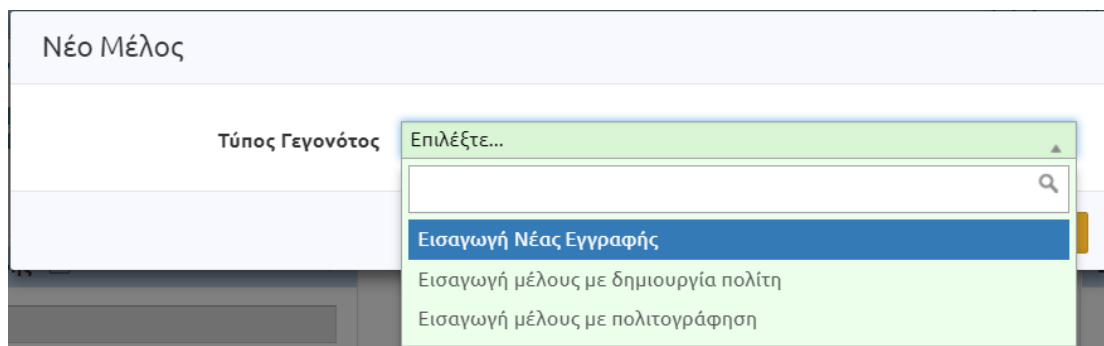 Νέο Μέλος
Τύπος Γεγονότος Επιλέξτε...
Εισαγωγή Νέας Εγγραφής
Εισαγωγή μέλους με δημιουργία πολίτη
Εισαγωγή μέλους με πολιτογράφηση